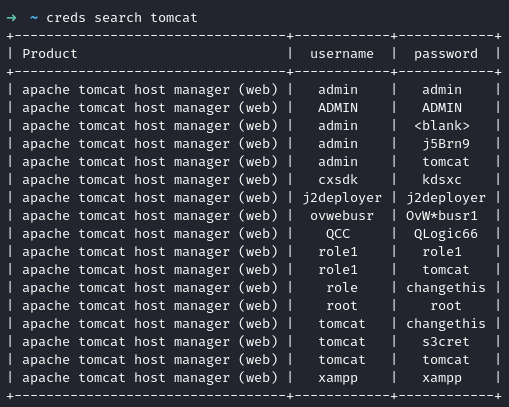 → ~ creds search tomcat
+----------------------------------+------------+------------+
| Product                          |  username  |  password  |
+----------------------------------+------------+------------+
| apache tomcat host manager (web) |   admin    |   admin    |
| apache tomcat host manager (web) |   ADMIN    |   ADMIN    |
| apache tomcat host manager (web) |   admin    |  <blank>   |
| apache tomcat host manager (web) |   admin    |   j5Brn9   |
| apache tomcat host manager (web) |   admin    |   tomcat   |
| apache tomcat host manager (web) |   cxsdk    |   kdsxc    |
| apache tomcat host manager (web) | j2deployer | j2deployer |
| apache tomcat host manager (web) |  ovwebusr  | OvW*busr1  |
| apache tomcat host manager (web) |    QCC     |  QLogic66  |
| apache tomcat host manager (web) |   role1    |   role1    |
| apache tomcat host manager (web) |   role1    |   tomcat   |
| apache tomcat host manager (web) |    role    | changethis |
| apache tomcat host manager (web) |    root    |    root    |
| apache tomcat host manager (web) |   tomcat   | changethis |
| apache tomcat host manager (web) |   tomcat   |   s3cret   |
| apache tomcat host manager (web) |   tomcat   |   tomcat   |
| apache tomcat host manager (web) |   xampp    |   xampp    |
+----------------------------------+------------+------------+